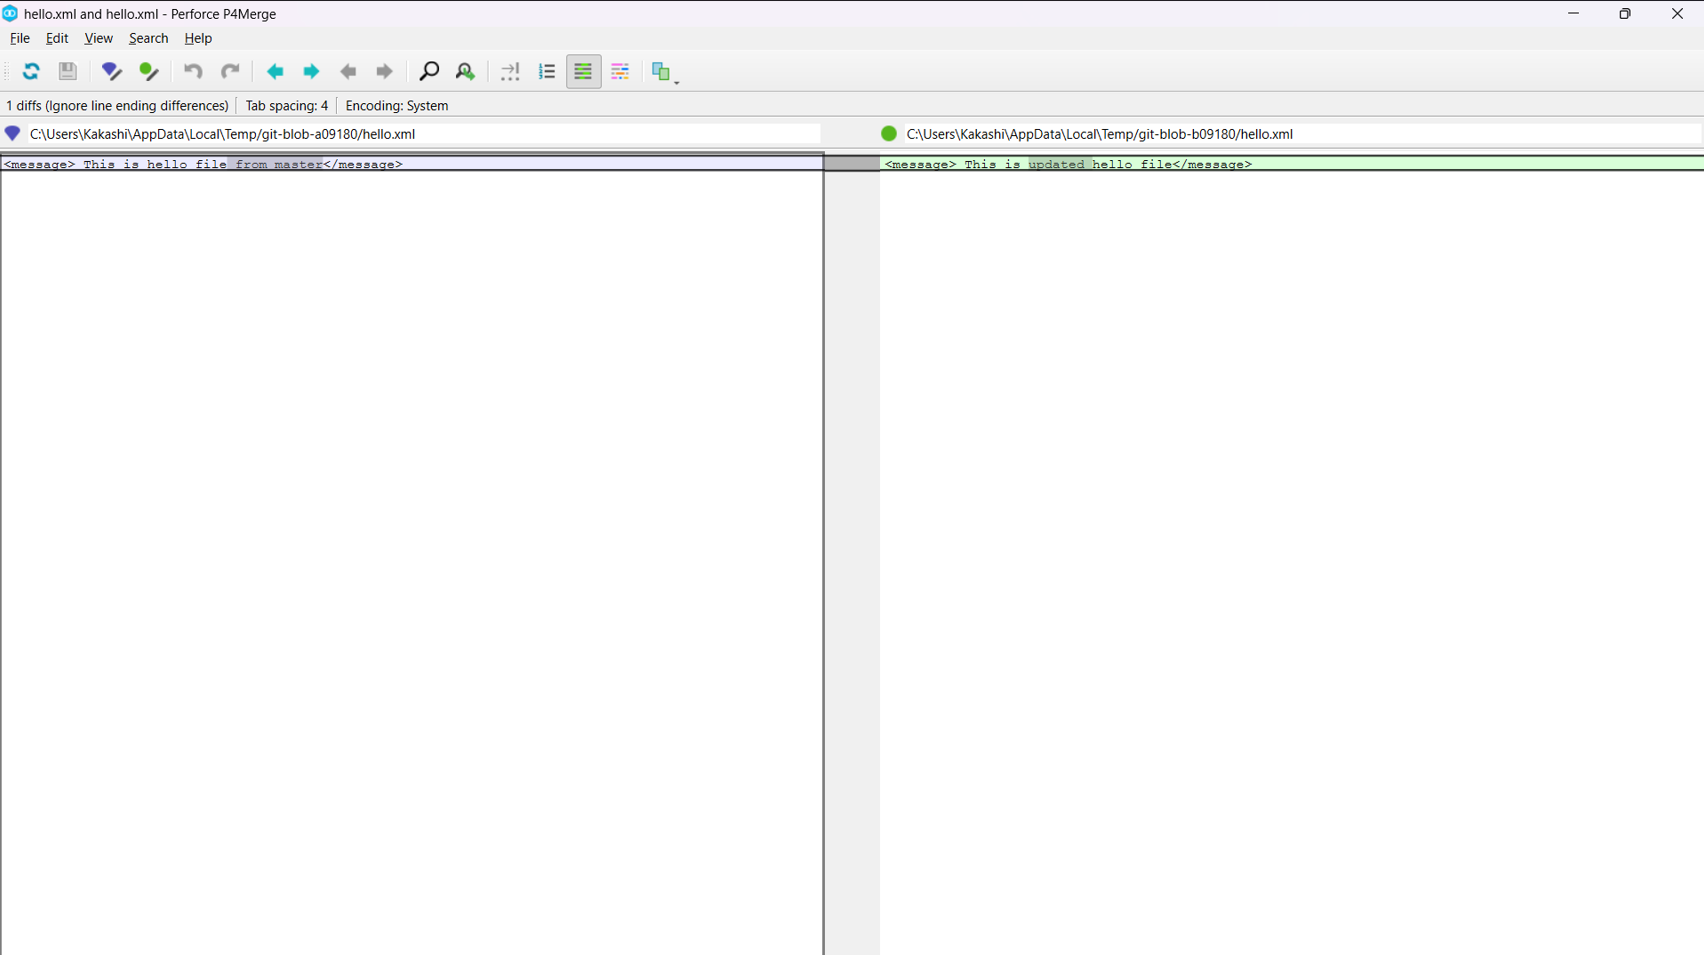 hello.xml and hello.xml - Perforce P4Merge
File Edit View Search Help
1 diffs (Ignore line ending differences) Tab spacing: 4 Encoding: System
C:\Users\Kakashi\AppData\Local\Temp/git-blob-a09180/hello.xml
C:\Users\Kakashi\AppData\Local\Temp/git-blob-b09180/hello.xml
<message> This is hello file from master</message>
<message> This is updated hello file</message>